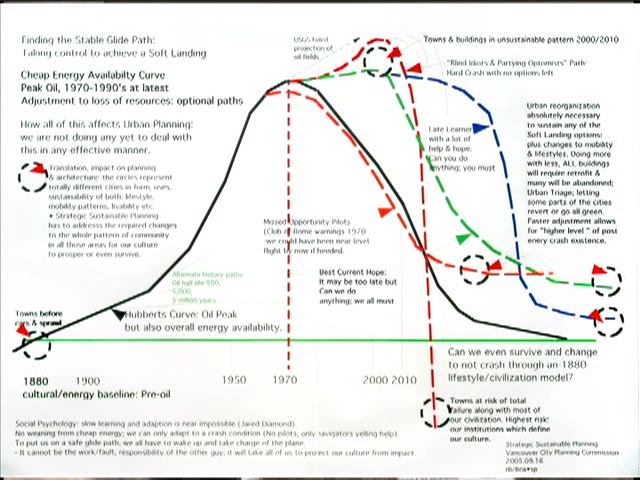 Finding the Stable Glide Path:
Taking control to achieve a Soft Landing
Cheap Energy Availabilty Curve
Peak Oil, 1970-1990's at latest
Adjustment to loss of resources: optional paths
How all of this affects Urban Planning:
we are not doing any yet to deal with
this in any effective manner.
Translation, impact on planning
& architecture: the circles represent
totally different cities in form, uses,
sustainability of both, lifestyle,
mobility patterns, livability etc.
• Strategic Sustainable Planning
has to address the required changes
to the whole pattern of community
in all those areas for our culture
to prosper or even survive.
USGS failed
projection of
oil fields
Towns & buildings in unsustainable pattern 2000/2010
"Blind Idiots & Partying Optomists" Path:
Hard Crash with no options left
Late Learner
with a lot of
help & hope:
Can you do
anything; you must
Urban reorganization
absolutely necessary
to sustain any of the
Soft Landing options:
plus changes to mobility
& lifestyles. Doing more
with less, ALL buildings
will require retrofit &
many will be abandoned;
Urban Triage; letting
some parts of the cities
revert or go all green.
Faster adjustment allows
for "higher level" of post
enery crash existence.
Missed Opportunity Pilots
(Club of Rome warnings 1970
-we could have been near level
flight by now if heeded.
Alternate history paths
Oil half life 500,
5,000,
5 million years
Best Current Hope:
It may be too late but
Can we do
anything; we all must
Towns before
cars & sprawl
Hubberts Curve: Oil Peak
but also overall energy availability.
Can we even survive and change
to not crash through an 1880
lifestyle/civilization model?
1880 1900 1950 1970 2000 2010
cultural/energy baseline: Pre-oil
Towns at risk of total
failure along with most of
our civilization. Highest risk:
our institutions which define
our culture.
Social Psychology: slow learning and adaption is near impossible (Jared Diamond)
No weaning from cheap energy; we can only adapt to a crash condition (No pilots, only savigators yelling help)
To put us on a safe glide path, we all have to wake up and take charge of the plane.
- It cannot be the work/fault, responsibility of the other guy; it will take all of us to protect our culture from impact.
Strategic, Sustainable Planning
Vancouver City Planning Commission
2005.09.16
rb/bca+sp